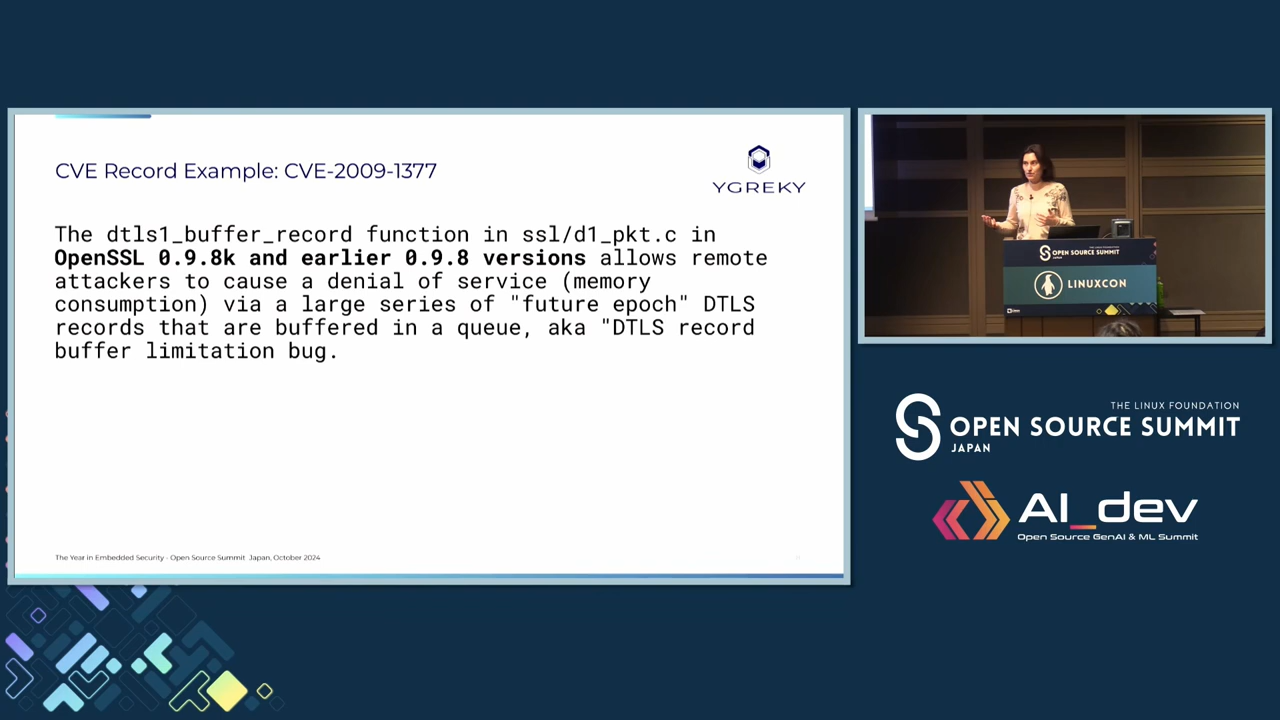 CVE Record Example: CVE-2009-1377
YGREKY
The dtls1_buffer_record function in ssl/d1_pkt.c in
OpenSSL 0.9.8k and earlier 0.9.8 versions allows remote
attackers to cause a denial of service (memory
consumption) via a large series of "future epoch" DTLS
records that are buffered in a queue, aka "DTLS record
buffer limitation bug.
The Year in Embedded Security - Open Source Summit Japan, October 2024
OPEN SOURCE SUMMIT
LINUXCON
THE LINUX FOUNDATION
OPEN SOURCE SUMMIT
JAPAN
AI_dev
Open Source GenAI & ML Summit